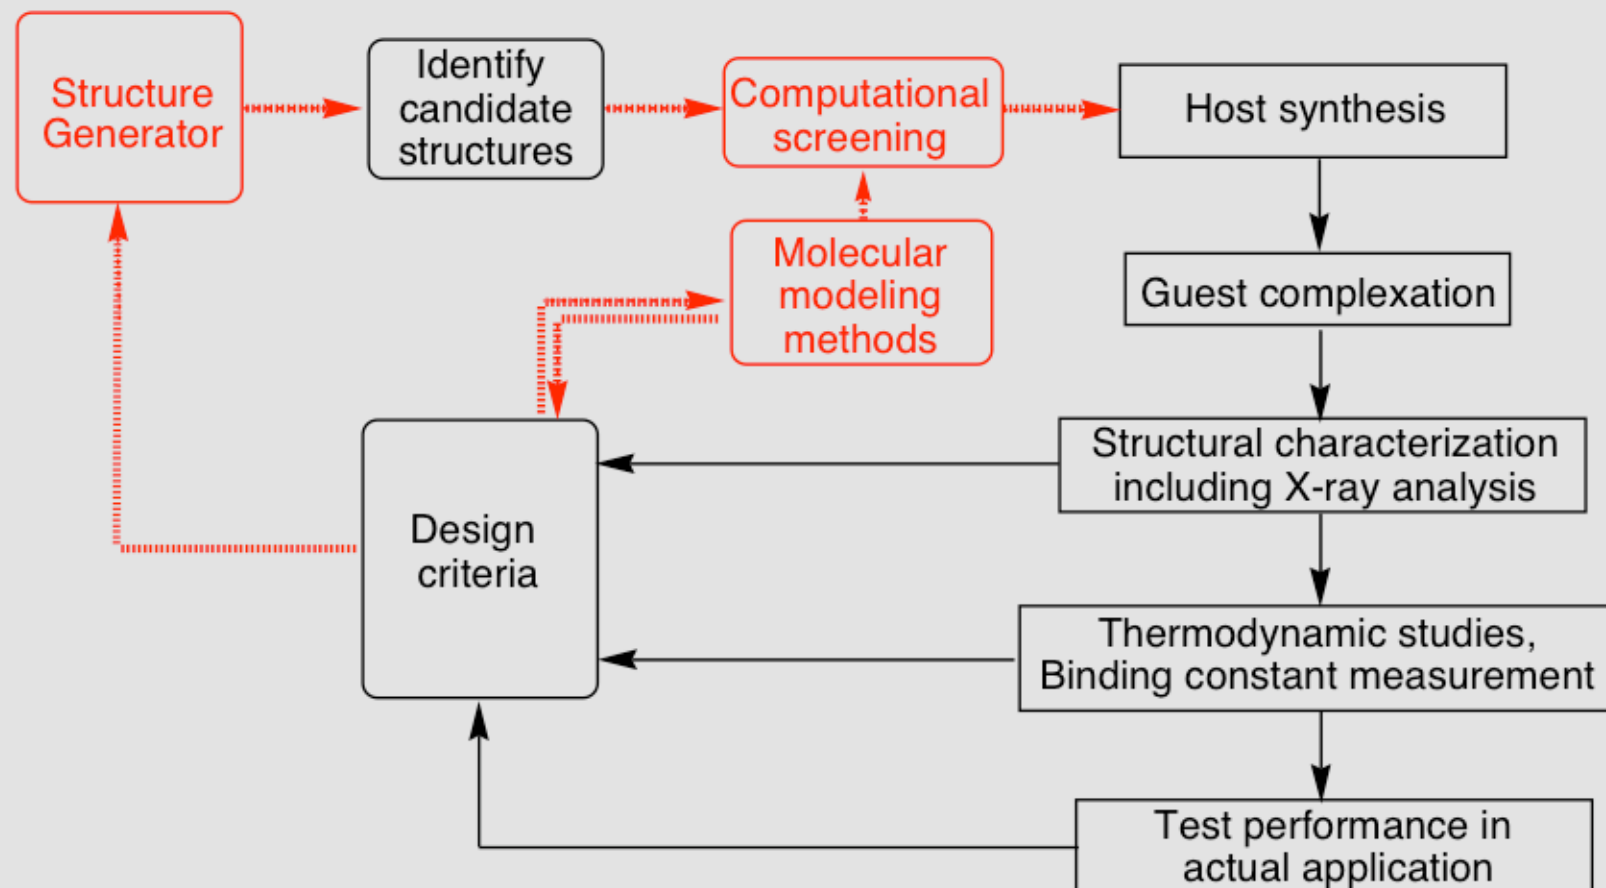 Structure
Generator
Identify
candidate
structures
Computational
screening
Host synthesis
Molecular
modeling
methods
Guest complexation
Structural characterization
including X-ray analysis
Design
criteria
Thermodynamic studies,
Binding constant measurement
Test performance in
actual application